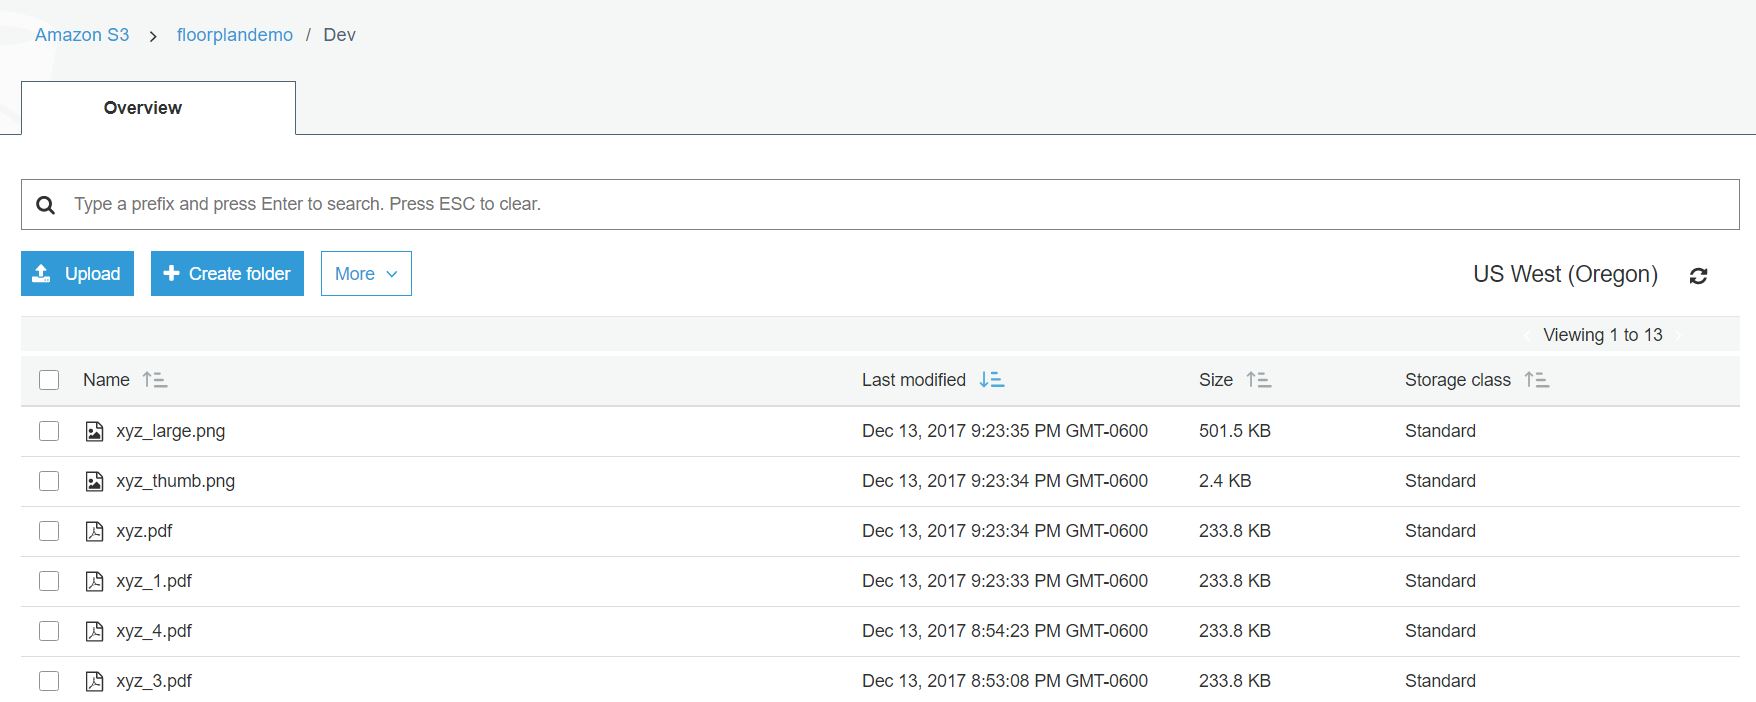 Amazon S3 > floorplandemo / Dev
Overview
Type a prefix and press Enter to search. Press ESC to clear.
Upload + Create folder More US West (Oregon)
Viewing 1 to 13
Name Last modified Size Storage class
xyz_large.png Dec 13, 2017 9:23:35 PM GMT-0600 501.5 KB Standard
xyz_thumb.png Dec 13, 2017 9:23:34 PM GMT-0600 2.4 KB Standard
xyz.pdf Dec 13, 2017 9:23:34 PM GMT-0600 233.8 KB Standard
xyz_1.pdf Dec 13, 2017 9:23:33 PM GMT-0600 233.8 KB Standard
xyz_4.pdf Dec 13, 2017 8:54:23 PM GMT-0600 233.8 KB Standard
xyz_3.pdf Dec 13, 2017 8:53:08 PM GMT-0600 233.8 KB Standard